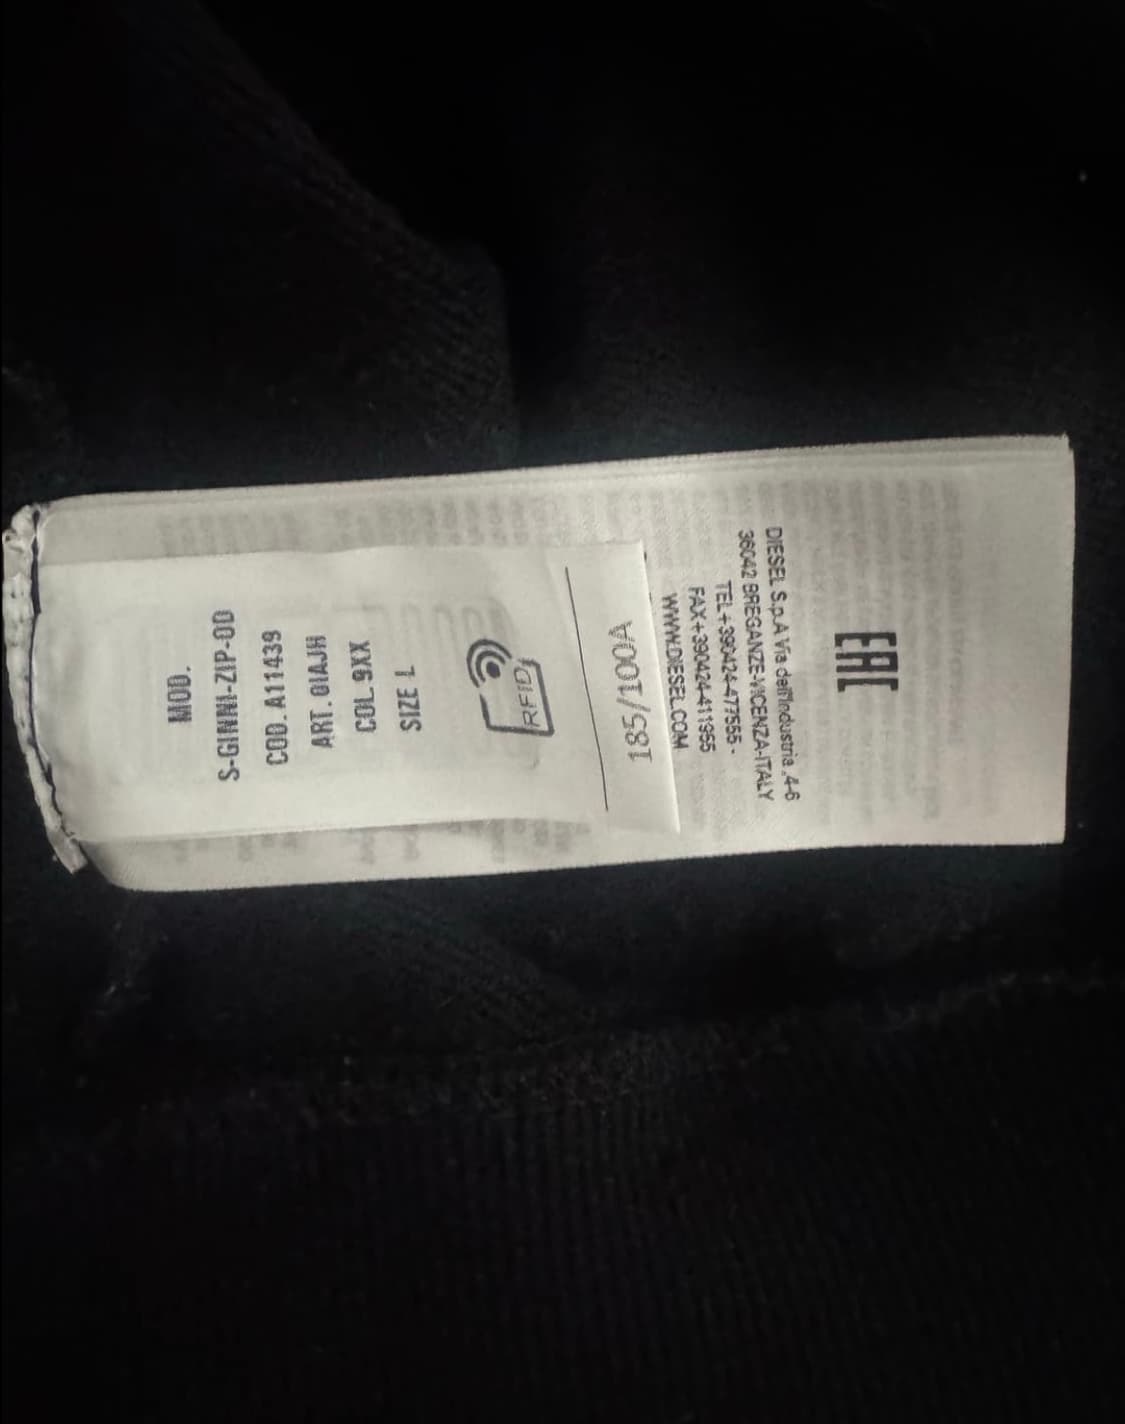 MOD.
S-GINNI-ZIP-OD
COD. A11439
ART. 0IAJH
COL 9XX
SIZE L
RFID
185/100A
DIESEL S.p.A Via dell'Industria ,4-6
36042 BREGANZE-VICENZA-ITALY
TEL+390424-477555 -
FAX+390424-411955
WWW.DIESEL.COM
EAC